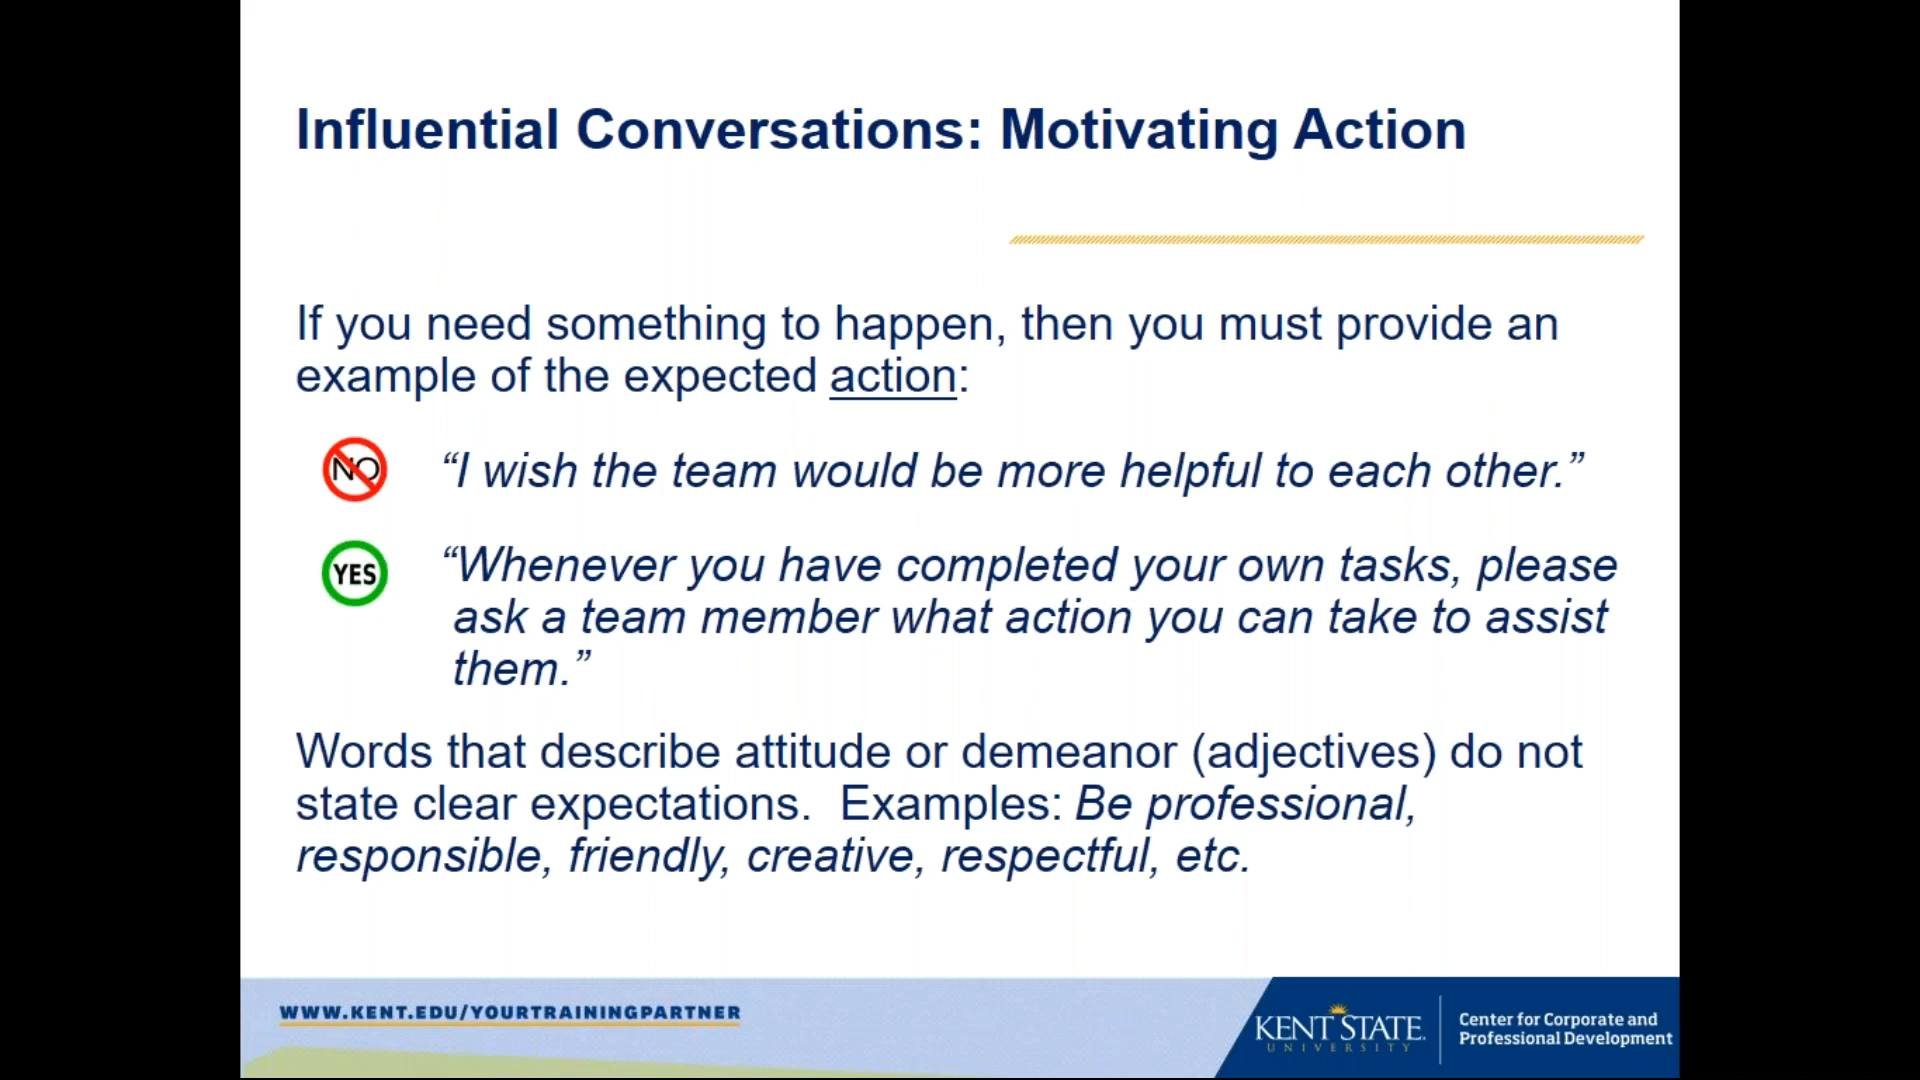 Influential Conversations: Motivating Action
If you need something to happen, then you must provide an
example of the expected action:
NO
“I wish the team would be more helpful to each other.”
YES
“Whenever you have completed your own tasks, please
ask a team member what action you can take to assist
them.”
Words that describe attitude or demeanor (adjectives) do not
state clear expectations.  Examples: Be professional,
responsible, friendly, creative, respectful, etc.
WWW.KENT.EDU/YOURTRAININGPARTNER
KENT STATE
UNIVERSITY
Center for Corporate and
Professional Development